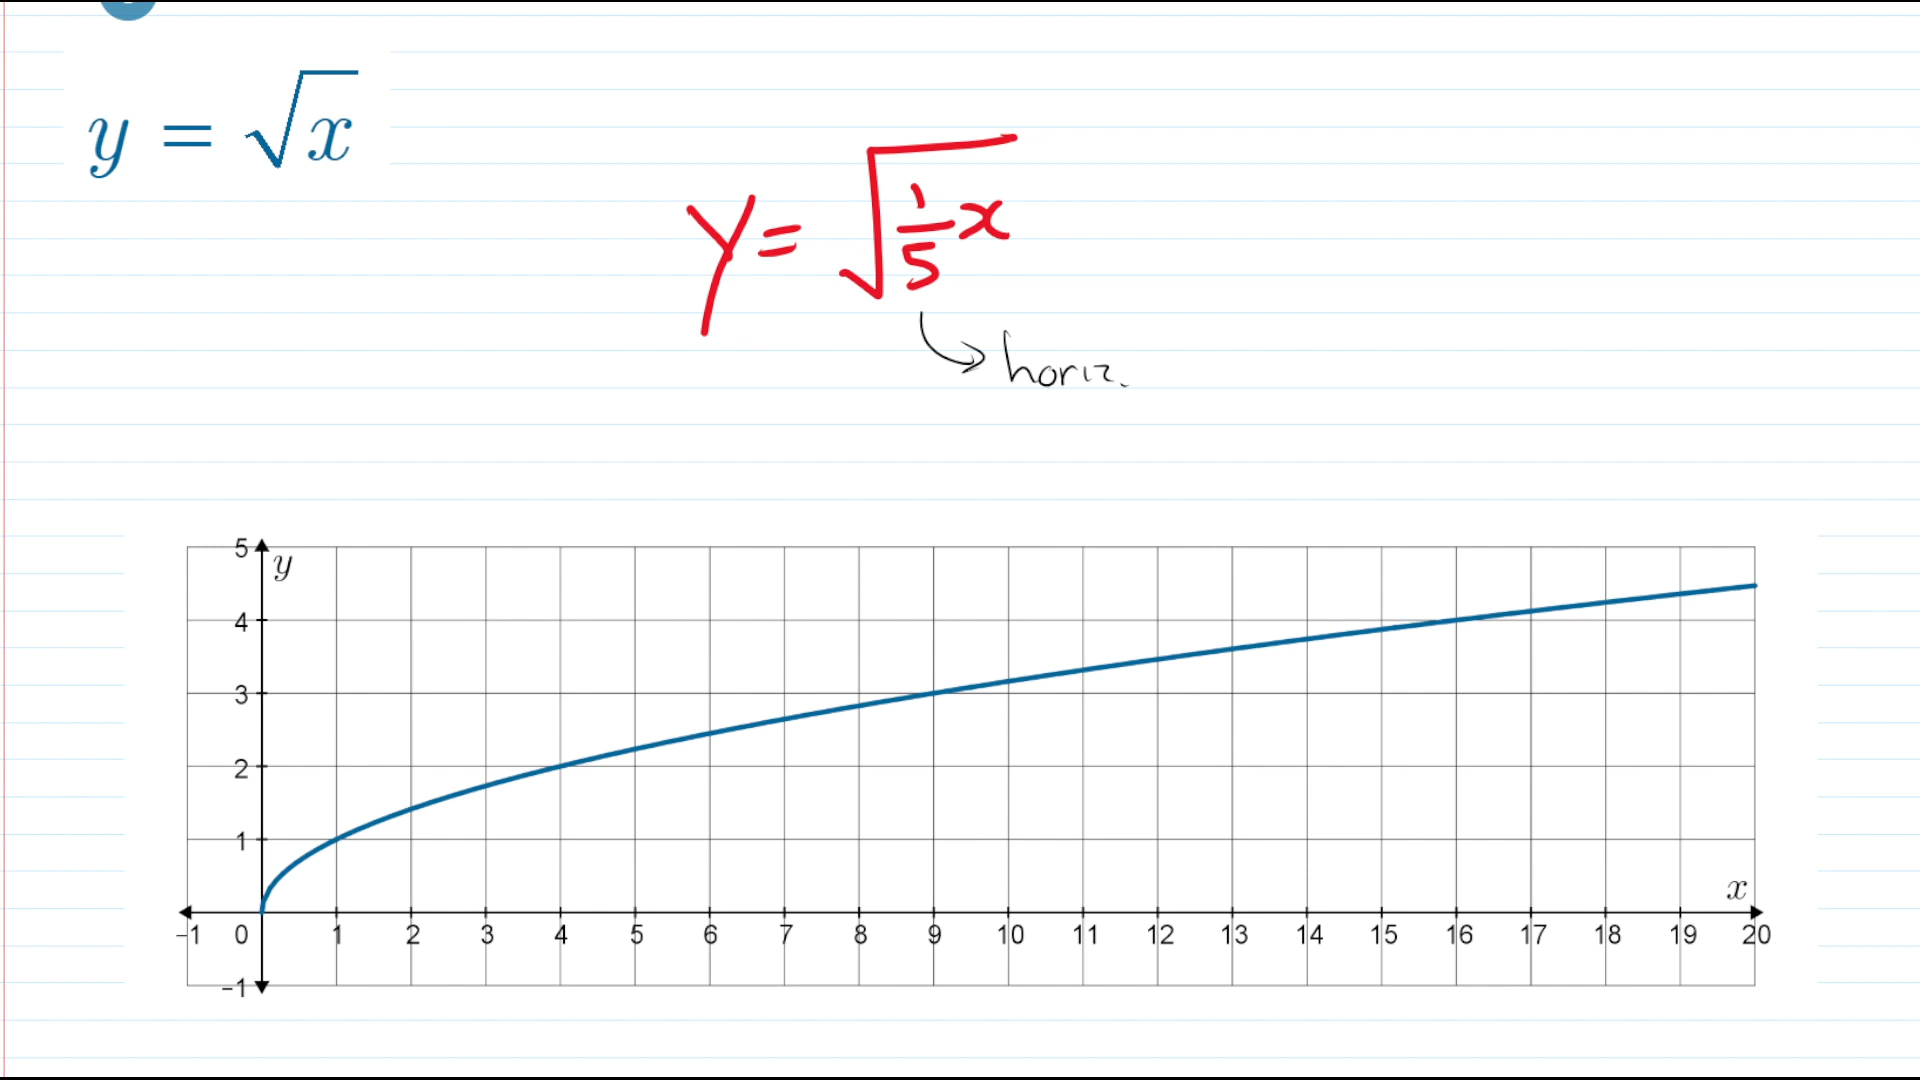 y = √x
y = √(1/5 x)
horiz.
5
y
4
3
2
1
x
−1 0 1 2 3 4 5 6 7 8 9 10 11 12 13 14 15 16 17 18 19 20
−1